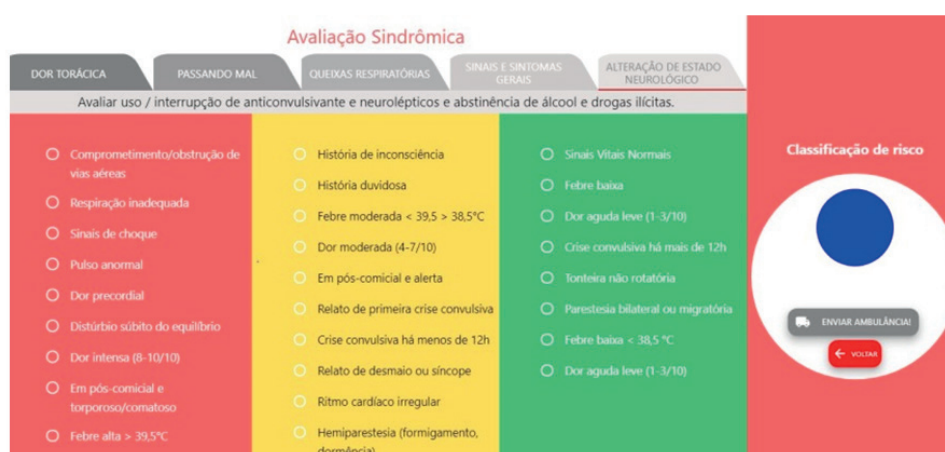 Avaliação Sindrômica
DOR TORÁCICA
PASSANDO MAL
QUEIXAS RESPIRATÓRIAS
SINAIS E SINTOMAS
GERAIS
ALTERAÇÃO DE ESTADO
NEUROLÓGICO
Avaliar uso / interrupção de anticonvulsivante e neurolépticos e abstinência de álcool e drogas ilícitas.
Comprometimento/obstrução de
vias aéreas
Respiração inadequada
Sinais de choque
Pulso anormal
Dor precordial
Distúrbio súbito do equilíbrio
Dor intensa (8-10/10)
Em pós-comicial e
torporoso/comatoso
Febre alta > 39,5°C
História de inconsciência
História duvidosa
Febre moderada < 39,5 > 38,5°C
Dor moderada (4-7/10)
Em pós-comicial e alerta
Relato de primeira crise convulsiva
Crise convulsiva há menos de 12h
Relato de desmaio ou síncope
Ritmo cardíaco irregular
Hemiparestesia (formigamento,
dormência)
Sinais Vitais Normais
Febre baixa
Dor aguda leve (1-3/10)
Crise convulsiva há mais de 12h
Tonteira não rotatória
Parestesia bilateral ou migratória
Febre baixa < 38,5 °C
Dor aguda leve (1-3/10)
Classificação de risco
ENVIAR AMBULÂNCIA!
VOLTAR